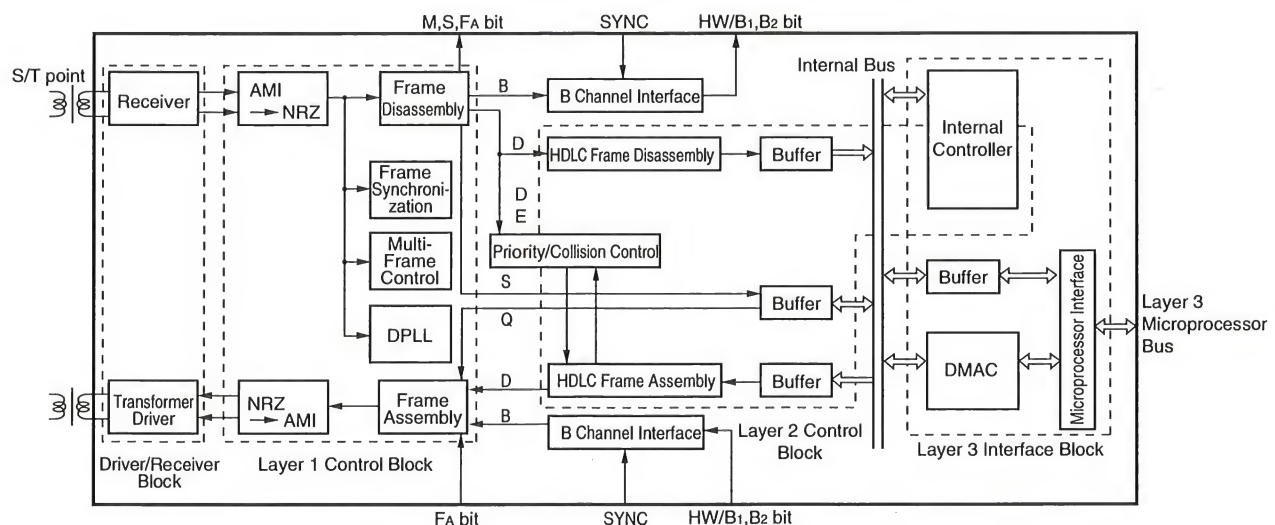 M,S,FA bit
SYNC
HW/B1,B2 bit
S/T point
Internal Bus
Receiver
AMI
NRZ
Frame
Disassembly
B
B Channel Interface
Internal
Controller
D
HDLC Frame Disassembly
Buffer
Frame
Synchroni-
zation
D
E
Priority/Collision Control
Multi-
Frame
Control
S
Buffer
Buffer
Microprocessor Interface
Layer 3
Microprocessor
Bus
Q
DPLL
DMAC
D
HDLC Frame Assembly
Buffer
Transformer
Driver
NRZ
AMI
Frame
Assembly
B
B Channel Interface
Layer 2 Control
Block
Driver/Receiver
Block
Layer 1 Control Block
Layer 3 Interface Block
FA bit
SYNC
HW/B1,B2 bit